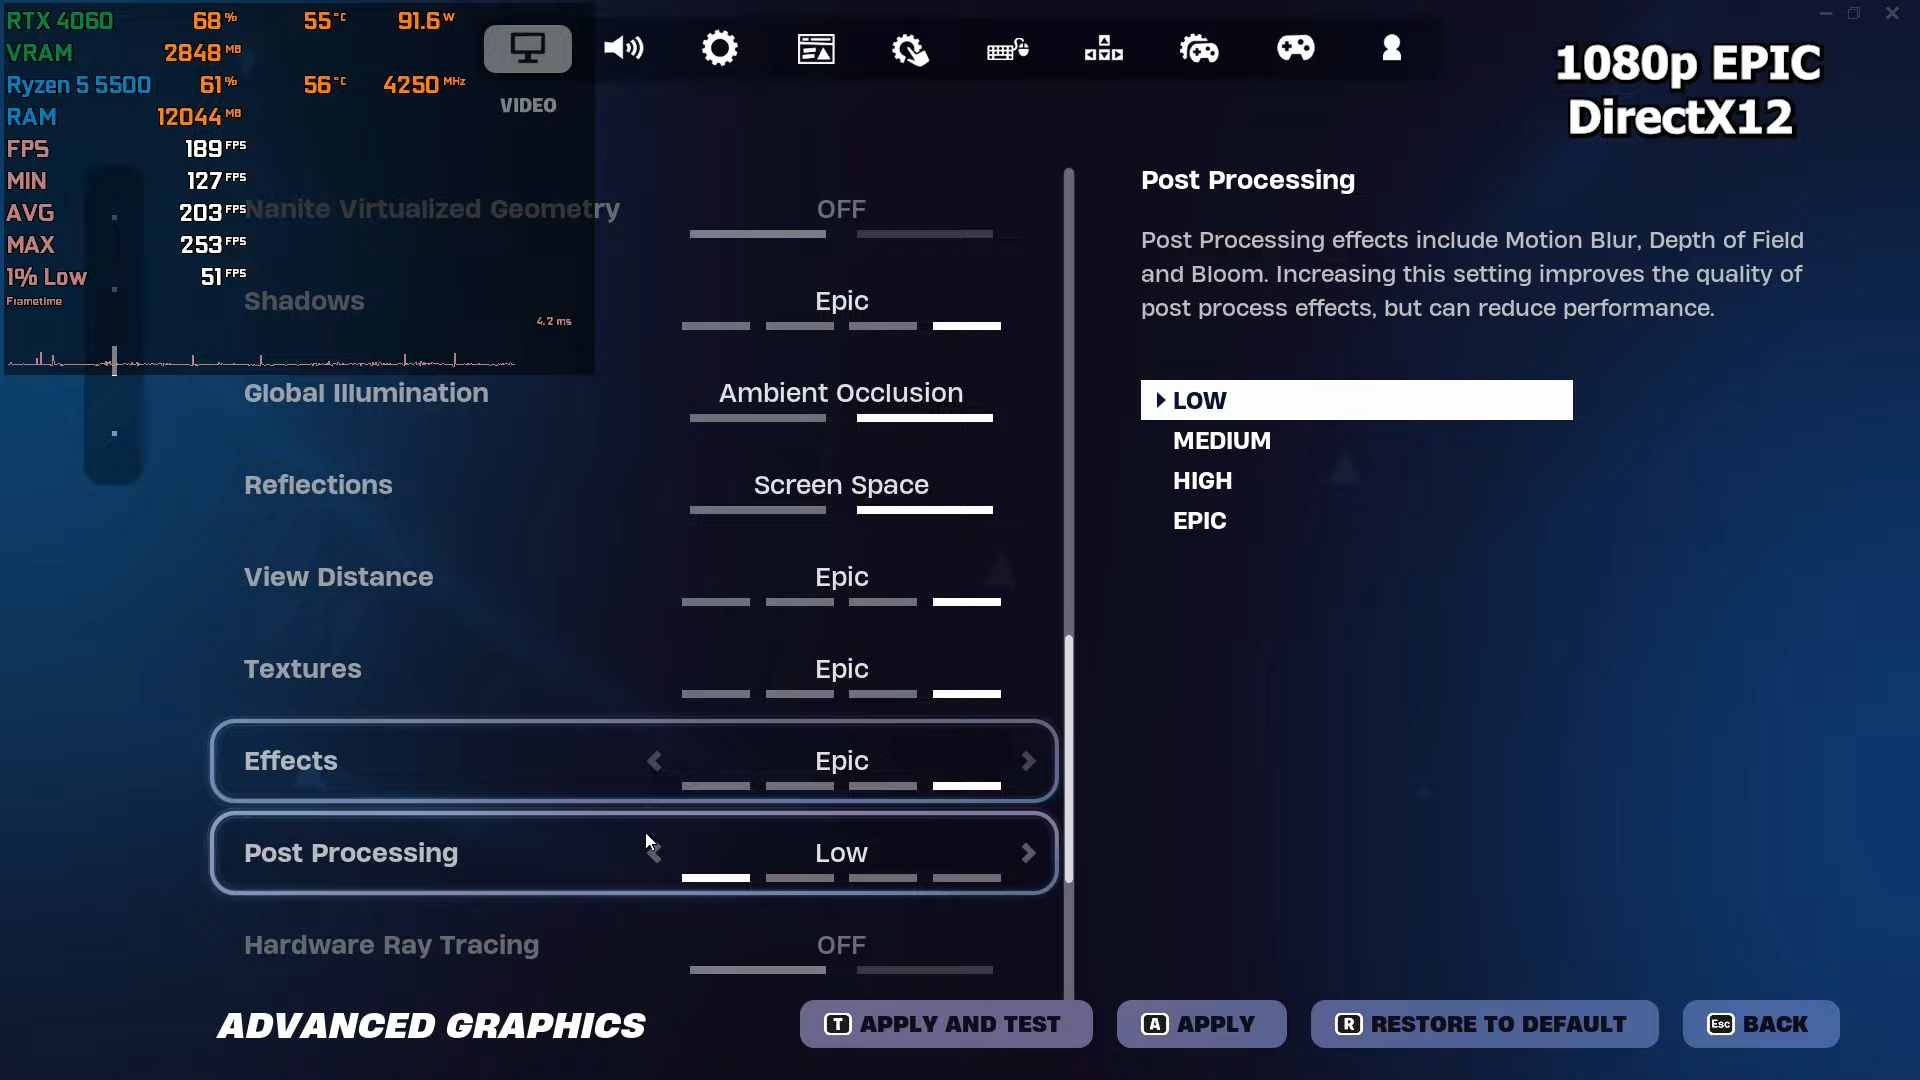 RTX 4060 68 % 55 °C 91.6 W
VRAM 2848 MB
Ryzen 5 5500 61 % 56 °C 4250 MHz
RAM 12044 MB
FPS 189 FPS
MIN 127 FPS
AVG 203 FPS
MAX 253 FPS
1% Low 51 FPS
Frametime
4.2 ms
VIDEO
1080p EPIC
DirectX12
Nanite Virtualized Geometry OFF
Shadows Epic
Global Illumination Ambient Occlusion
Reflections Screen Space
View Distance Epic
Textures Epic
Effects Epic
Post Processing Low
Hardware Ray Tracing OFF
Post Processing
Post Processing effects include Motion Blur, Depth of Field
and Bloom. Increasing this setting improves the quality of
post process effects, but can reduce performance.
LOW
MEDIUM
HIGH
EPIC
ADVANCED GRAPHICS
T APPLY AND TEST
A APPLY
R RESTORE TO DEFAULT
Esc BACK